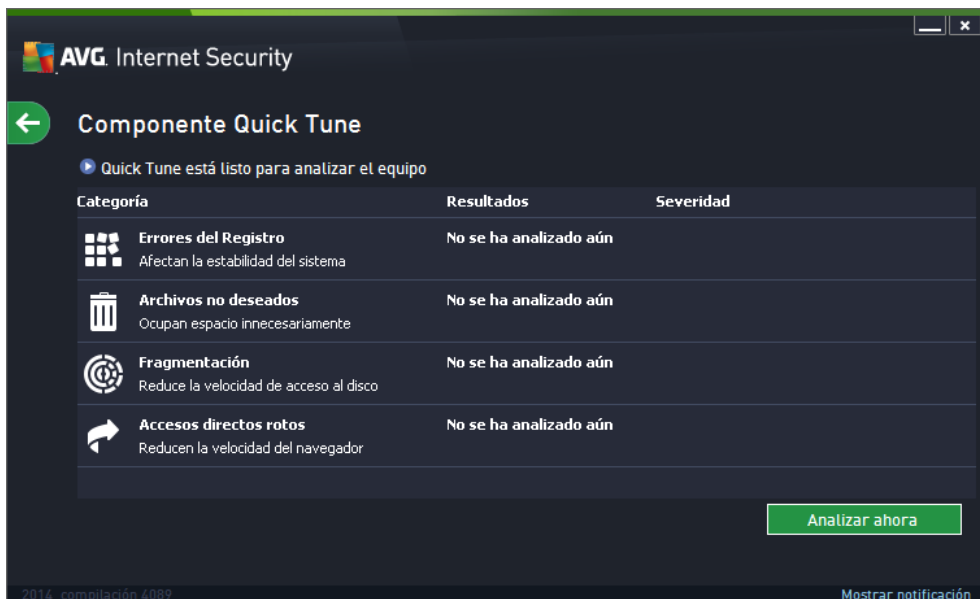 AVG. Internet Security
Componente Quick Tune
Quick Tune está listo para analizar el equipo
Categoría Resultados Severidad
Errores del Registro No se ha analizado aún
Afectan la estabilidad del sistema
Archivos no deseados No se ha analizado aún
Ocupan espacio innecesariamente
Fragmentación No se ha analizado aún
Reduce la velocidad de acceso al disco
Accesos directos rotos No se ha analizado aún
Reducen la velocidad del navegador
Analizar ahora
2014 compilación 4089 Mostrar notificación